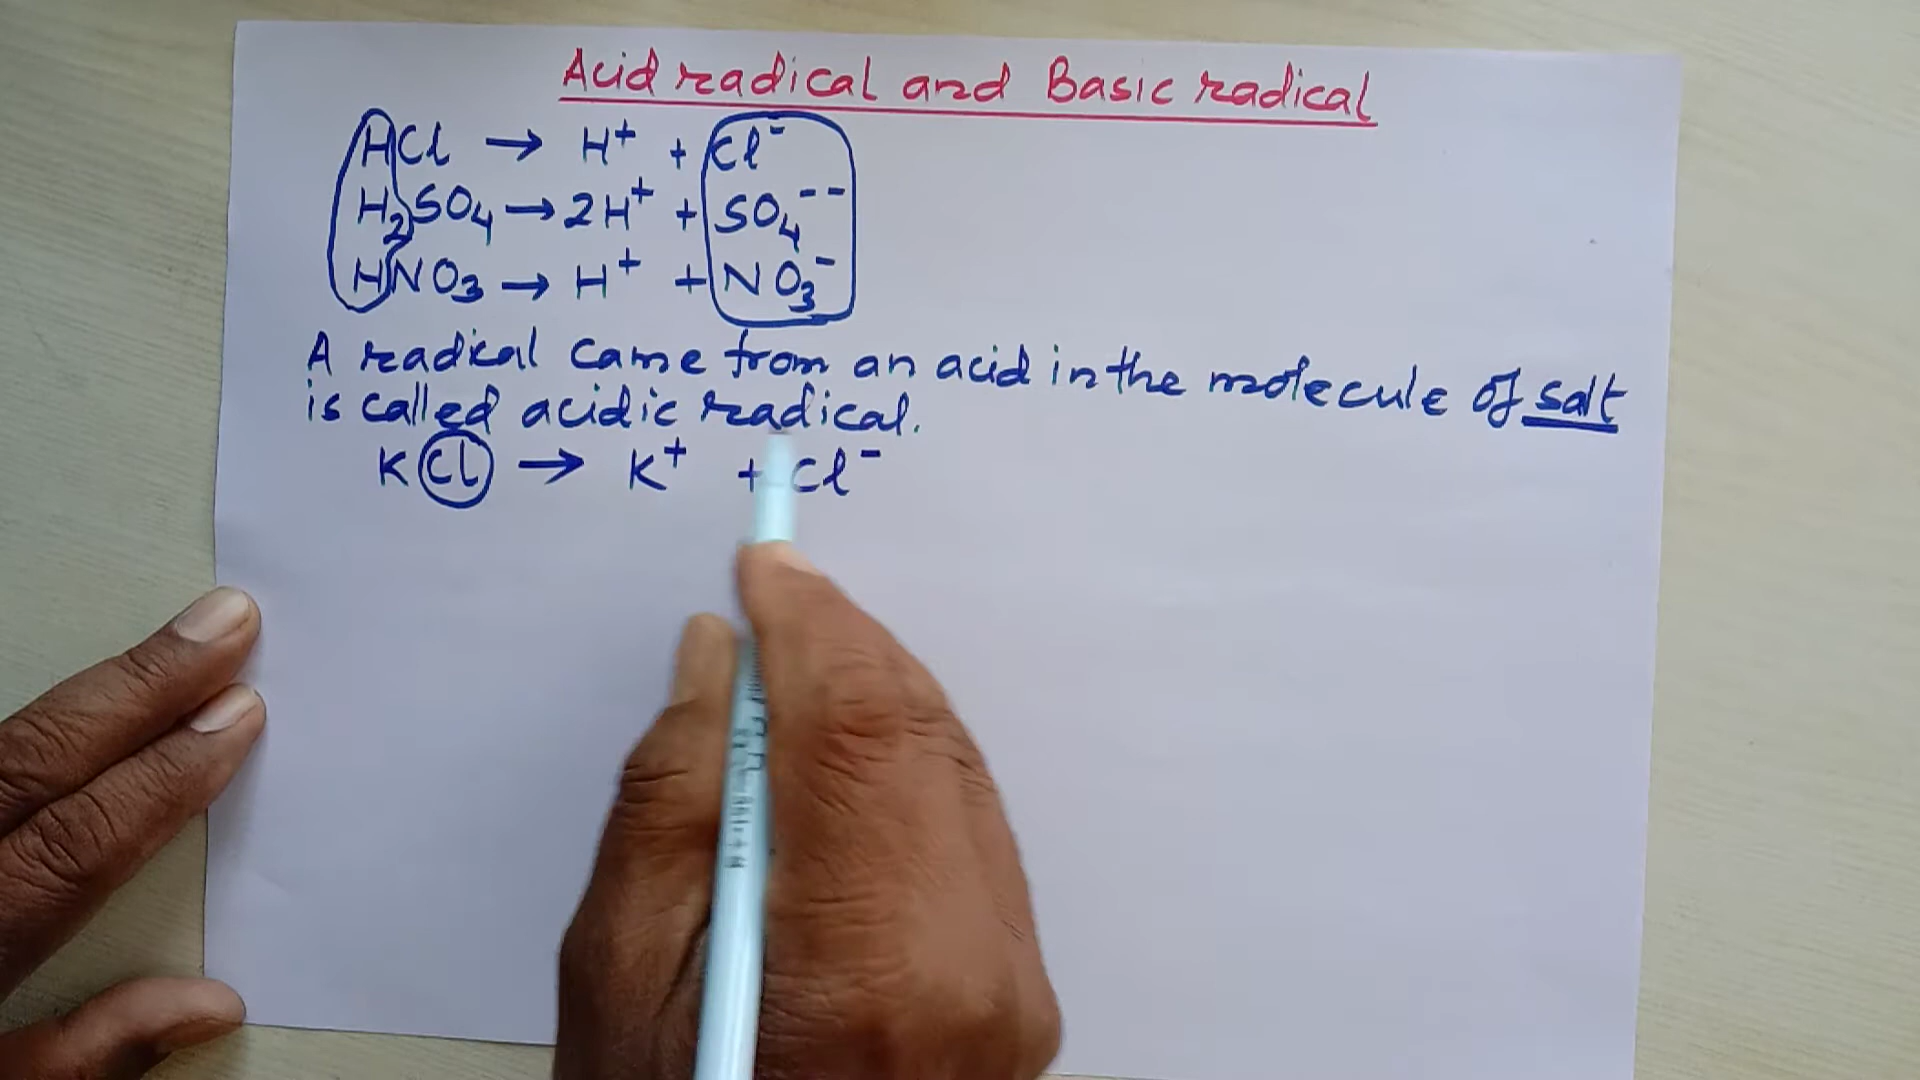 Acid radical and Basic radical
HCl → H⁺ + Cl⁻
H₂SO₄ → 2H⁺ + SO₄⁻⁻
HNO₃ → H⁺ + NO₃⁻
A radical came from an acid in the molecule of salt
is called acidic radical.
KCl → K⁺ + Cl⁻